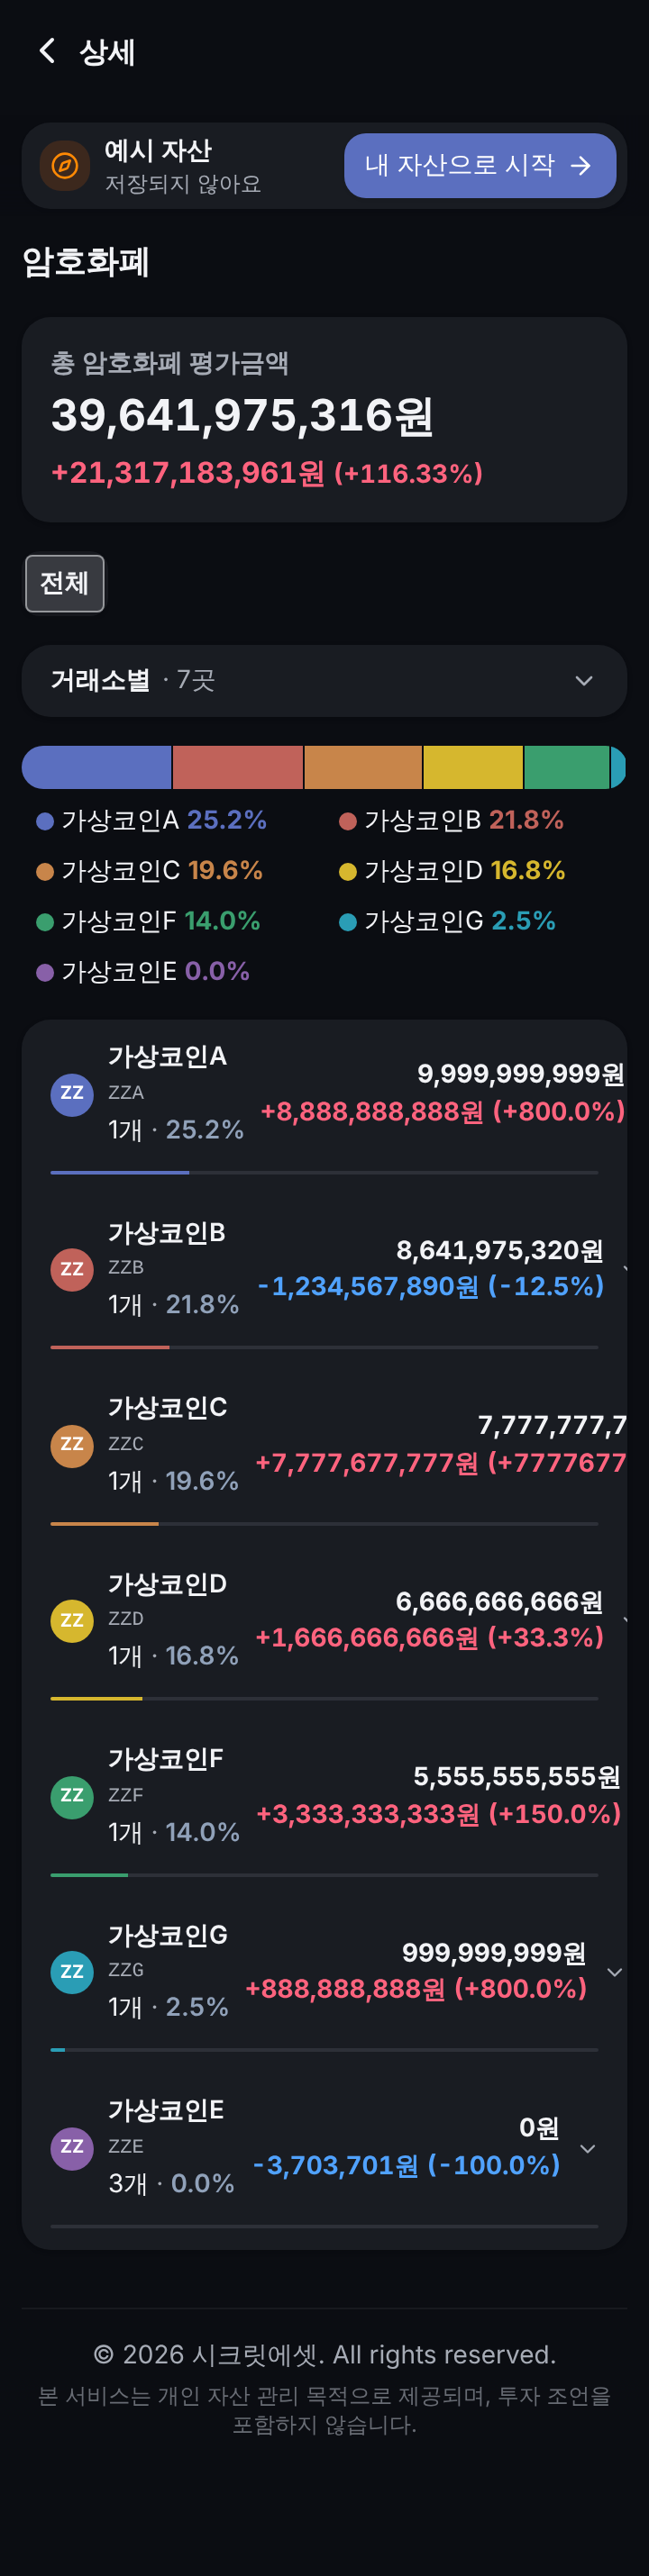 상세
예시 자산
저장되지 않아요
내 자산으로 시작 →
암호화폐
총 암호화폐 평가금액
39,641,975,316원
+21,317,183,961원 (+116.33%)
전체
거래소별 · 7곳
가상코인A 25.2%
가상코인B 21.8%
가상코인C 19.6%
가상코인D 16.8%
가상코인F 14.0%
가상코인G 2.5%
가상코인E 0.0%
가상코인A
ZZ
ZZA
1개 · 25.2%
9,999,999,999원
+8,888,888,888원 (+800.0%)
가상코인B
ZZ
ZZB
1개 · 21.8%
8,641,975,320원
-1,234,567,890원 (-12.5%)
가상코인C
ZZ
ZZC
1개 · 19.6%
7,777,777,7
+7,777,677,777원 (+7777677
가상코인D
ZZ
ZZD
1개 · 16.8%
6,666,666,666원
+1,666,666,666원 (+33.3%)
가상코인F
ZZ
ZZF
1개 · 14.0%
5,555,555,555원
+3,333,333,333원 (+150.0%)
가상코인G
ZZ
ZZG
1개 · 2.5%
999,999,999원
+888,888,888원 (+800.0%)
가상코인E
ZZ
ZZE
3개 · 0.0%
0원
-3,703,701원 (-100.0%)
© 2026 시크릿에셋. All rights reserved.
본 서비스는 개인 자산 관리 목적으로 제공되며, 투자 조언을
포함하지 않습니다.